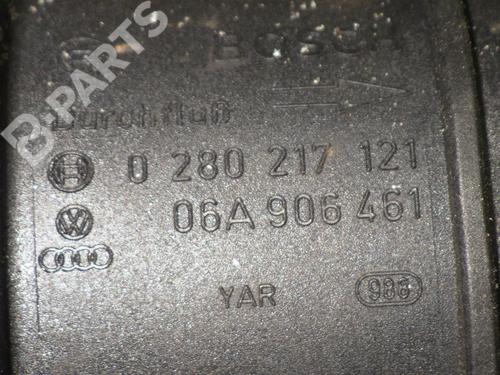 B-PARTS
BOSCH
Durchfluß
0 280 217 121
06A 906 461
YAR 986